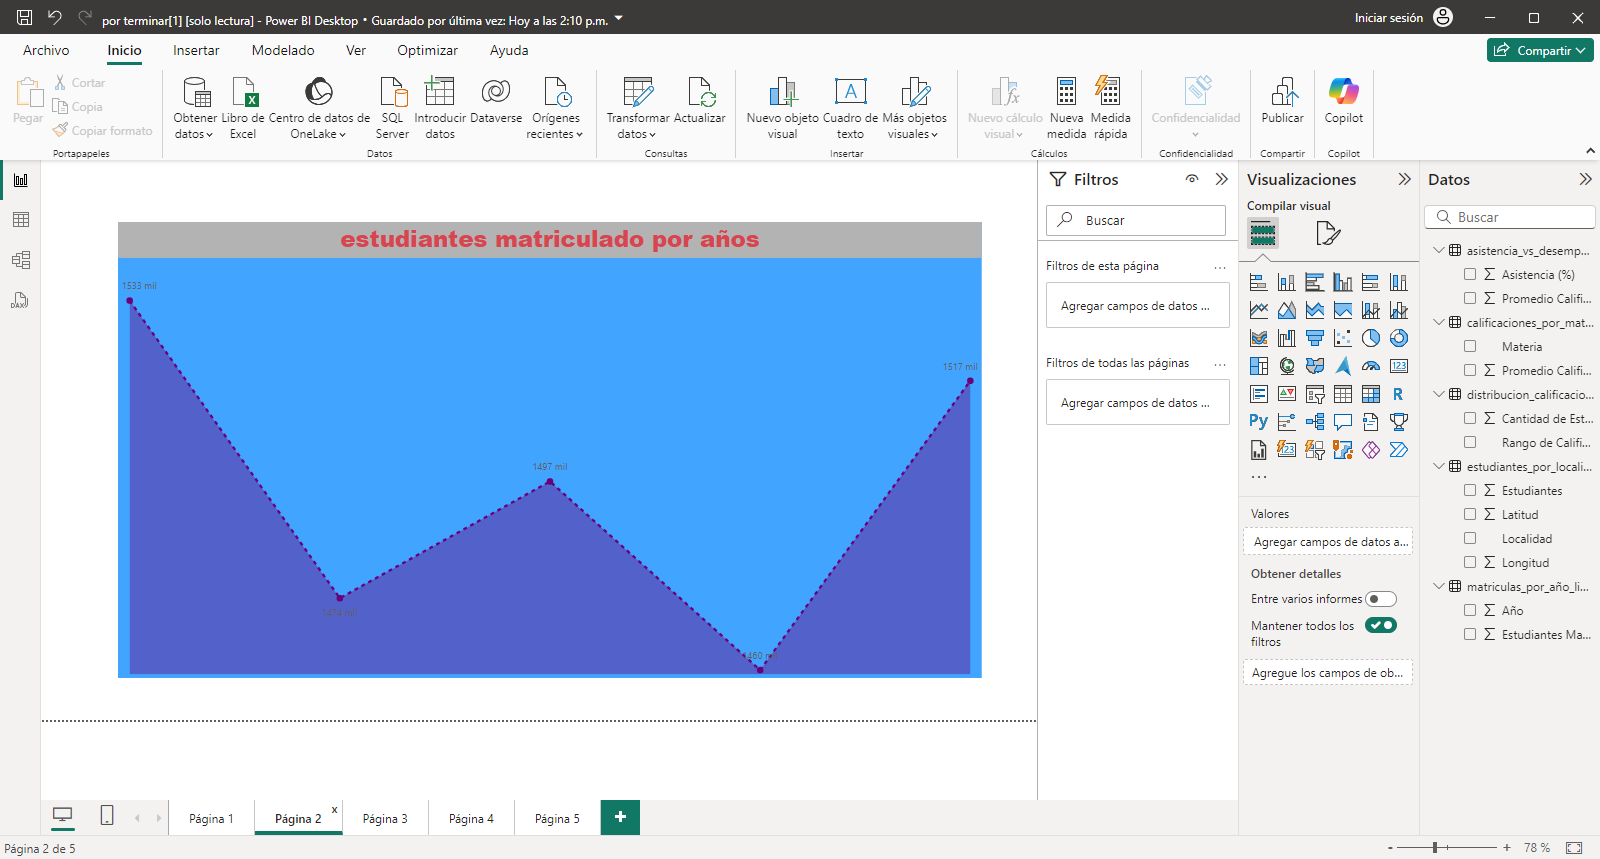 por terminar[1] [solo lectura] - Power BI Desktop • Guardado por última vez: Hoy a las 2:10 p.m.
Iniciar sesión
Archivo Inicio Insertar Modelado Ver Optimizar Ayuda
Compartir
Pegar
Cortar
Copia
Copiar formato
Portapapeles
Obtener datos
Libro de Excel
Centro de datos de OneLake
SQL Server
Introducir datos
Dataverse
Orígenes recientes
Datos
Transformar datos
Actualizar
Consultas
Nuevo objeto visual
Cuadro de texto
Más objetos visuales
Insertar
Nuevo cálculo visual
Nueva medida
Medida rápida
Cálculos
Confidencialidad
Confidencialidad
Publicar
Compartir
Copilot
Copilot
DAX
estudiantes matriculado por años
1533 mil
1474 mil
1497 mil
1460 mil
1517 mil
Filtros
Buscar
Filtros de esta página ...
Agregar campos de datos ...
Filtros de todas las páginas ...
Agregar campos de datos ...
Visualizaciones
Compilar visual
123
R
Py
123
...
Valores
Agregar campos de datos a...
Obtener detalles
Entre varios informes
Mantener todos los
filtros
Agregue los campos de ob...
Datos
Buscar
asistencia_vs_desemp...
Σ Asistencia (%)
Σ Promedio Califi...
calificaciones_por_mat...
Materia
Σ Promedio Califi...
distribucion_calificacio...
Σ Cantidad de Est...
Rango de Califi...
estudiantes_por_locali...
Σ Estudiantes
Σ Latitud
Localidad
Σ Longitud
matriculas_por_año_li...
Σ Año
Σ Estudiantes Ma...
Página 1
Página 2 x
Página 3
Página 4
Página 5
+
Página 2 de 5
- + 78 %